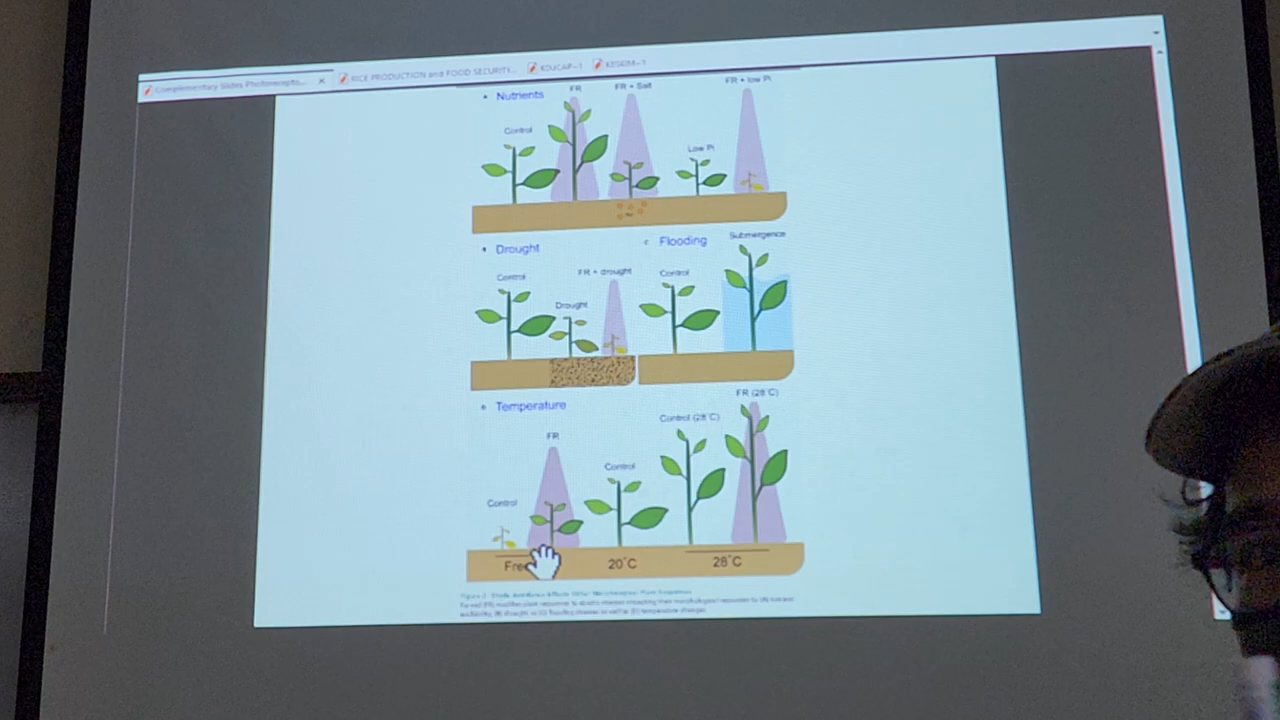 Complementary Slides Photorecepto... ×
RICE PRODUCTION and FOOD SECURITY...
Nutrients
FR
FR + Salt
FR + low Pi
Control
Low Pi
Drought
c Flooding
Submergence
Control
FR + drought
Control
Drought
Temperature
FR (28°C)
Control (28°C)
FR
Control
Control
Free
20°C
28°C